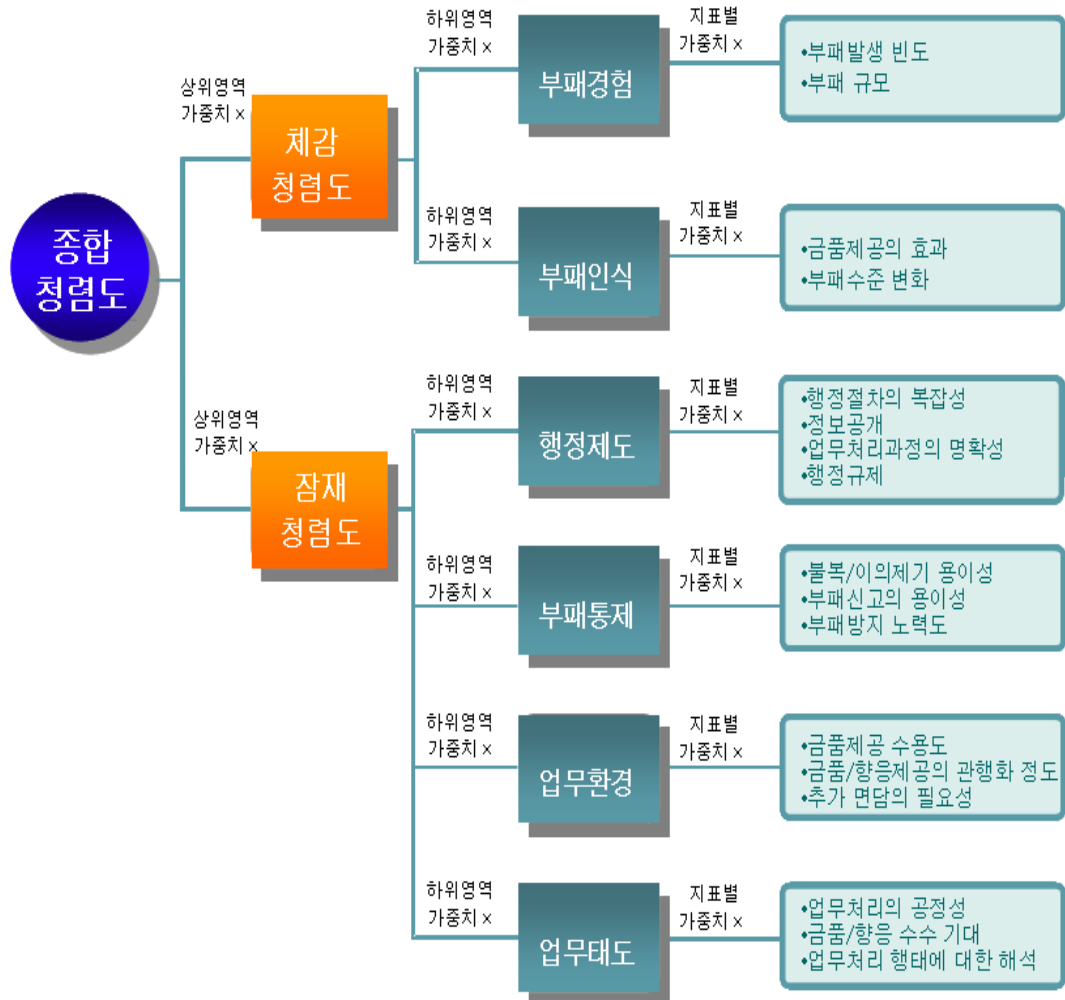 종합
청렴도
상위영역
가중치 x
체감
청렴도
하위영역
가중치 x
부패경험
지표별
가중치 x
•부패발생 빈도
•부패 규모
하위영역
가중치 x
부패인식
지표별
가중치 x
•금품제공의 효과
•부패수준 변화
상위영역
가중치 x
잠재
청렴도
하위영역
가중치 x
행정제도
지표별
가중치 x
•행정절차의 복잡성
•정보공개
•업무처리과정의 명확성
•행정규제
하위영역
가중치 x
부패통제
지표별
가중치 x
•불복/이의제기 용이성
•부패신고의 용이성
•부패방지 노력도
하위영역
가중치 x
업무환경
지표별
가중치 x
•금품제공 수용도
•금품/향응제공의 관행화 정도
•추가 면담의 필요성
하위영역
가중치 x
업무태도
지표별
가중치 x
•업무처리의 공정성
•금품/향응 수수 기대
•업무처리 행태에 대한 해석